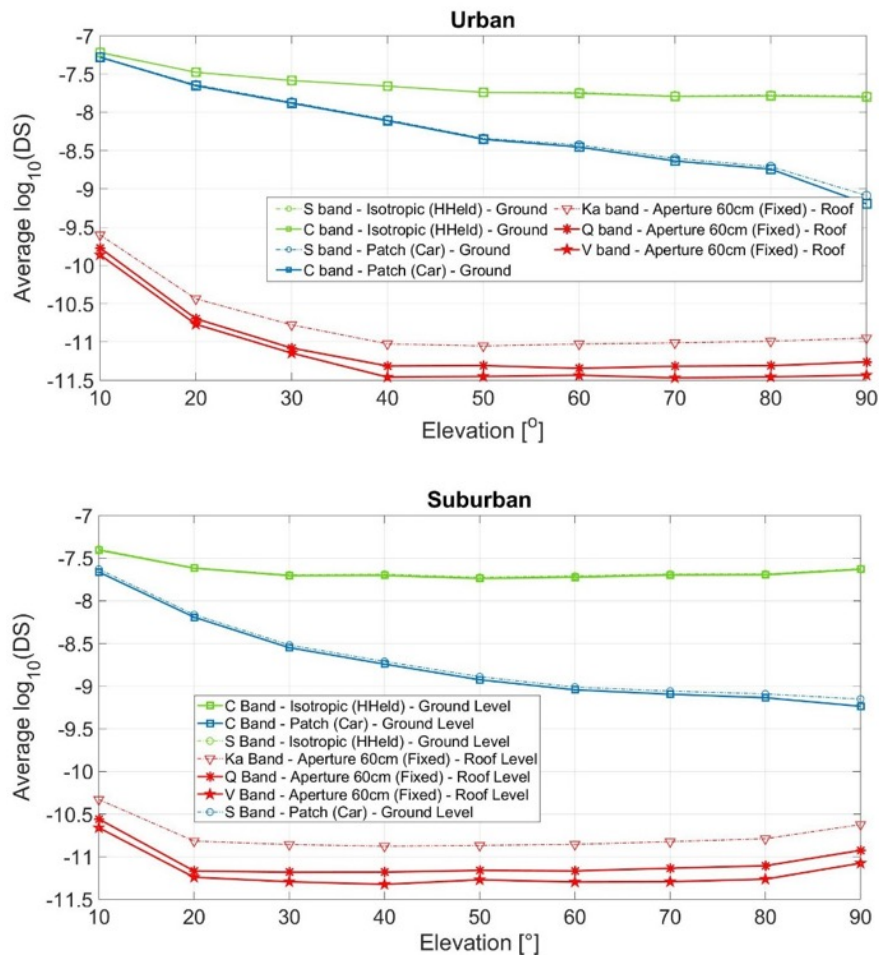 Urban
-7
-7.5
-8
-8.5
-9
-9.5
-10
-10.5
-11
-11.5
Average log10(DS)
S band - Isotropic (HHeld) - Ground
C band - Isotropic (HHeld) - Ground
S band - Patch (Car) - Ground
C band - Patch (Car) - Ground
Ka band - Aperture 60cm (Fixed) - Roof
Q band - Aperture 60cm (Fixed) - Roof
V band - Aperture 60cm (Fixed) - Roof
10 20 30 40 50 60 70 80 90
Elevation [o]
Suburban
-7
-7.5
-8
-8.5
-9
-9.5
-10
-10.5
-11
-11.5
Average log10(DS)
C Band - Isotropic (HHeld) - Ground Level
C Band - Patch (Car) - Ground Level
S Band - Isotropic (HHeld) - Ground Level
Ka Band - Aperture 60cm (Fixed) - Roof Level
Q Band - Aperture 60cm (Fixed) - Roof Level
V Band - Aperture 60cm (Fixed) - Roof Level
S Band - Patch (Car) - Ground Level
10 20 30 40 50 60 70 80 90
Elevation [°]